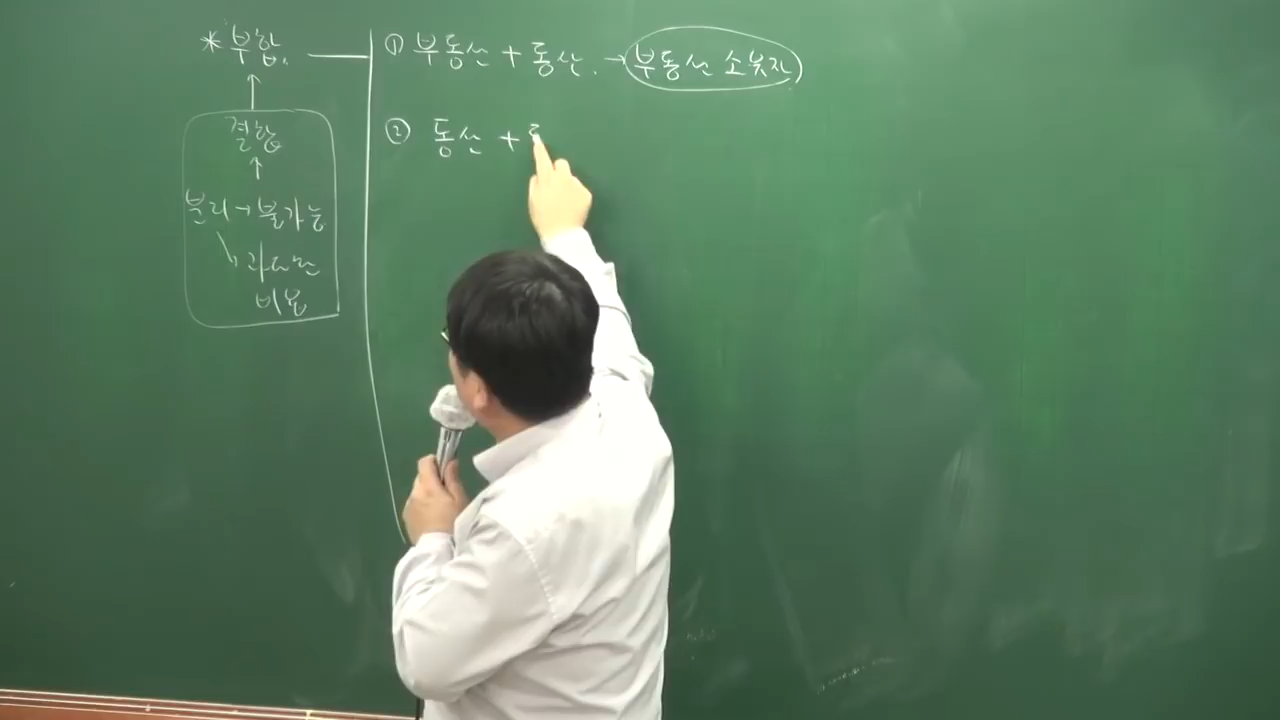 * 부합.
결합
분리 → 불가능
→ 과다한
비용
① 부동산 + 동산. → 부동산 소유자
② 동산 +